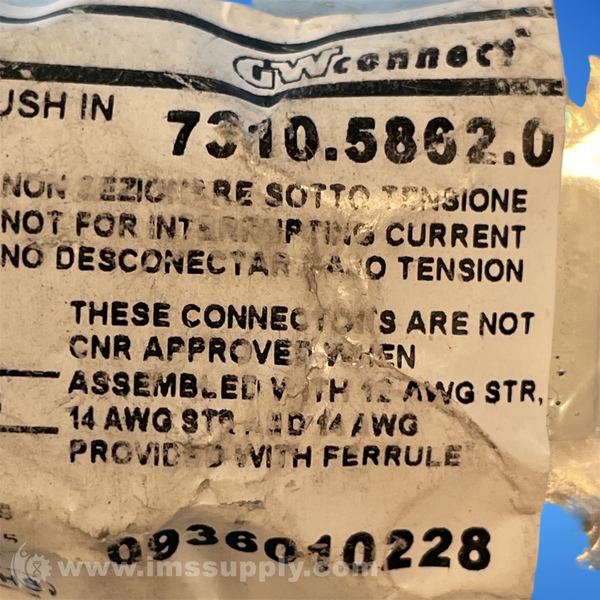 GWconnect
USH IN 7310.5862.0
NON SEZIONARE SOTTO TENSIONE
NOT FOR INTERRUPTING CURRENT
NO DESCONECTAR BAJO TENSION
THESE CONNECTORS ARE NOT
CNR APPROVED WHEN
ASSEMBLED WITH 12 AWG STR,
14 AWG STR AND 14 AWG
PROVIDED WITH FERRULE
0936010228
www.imssupply.com